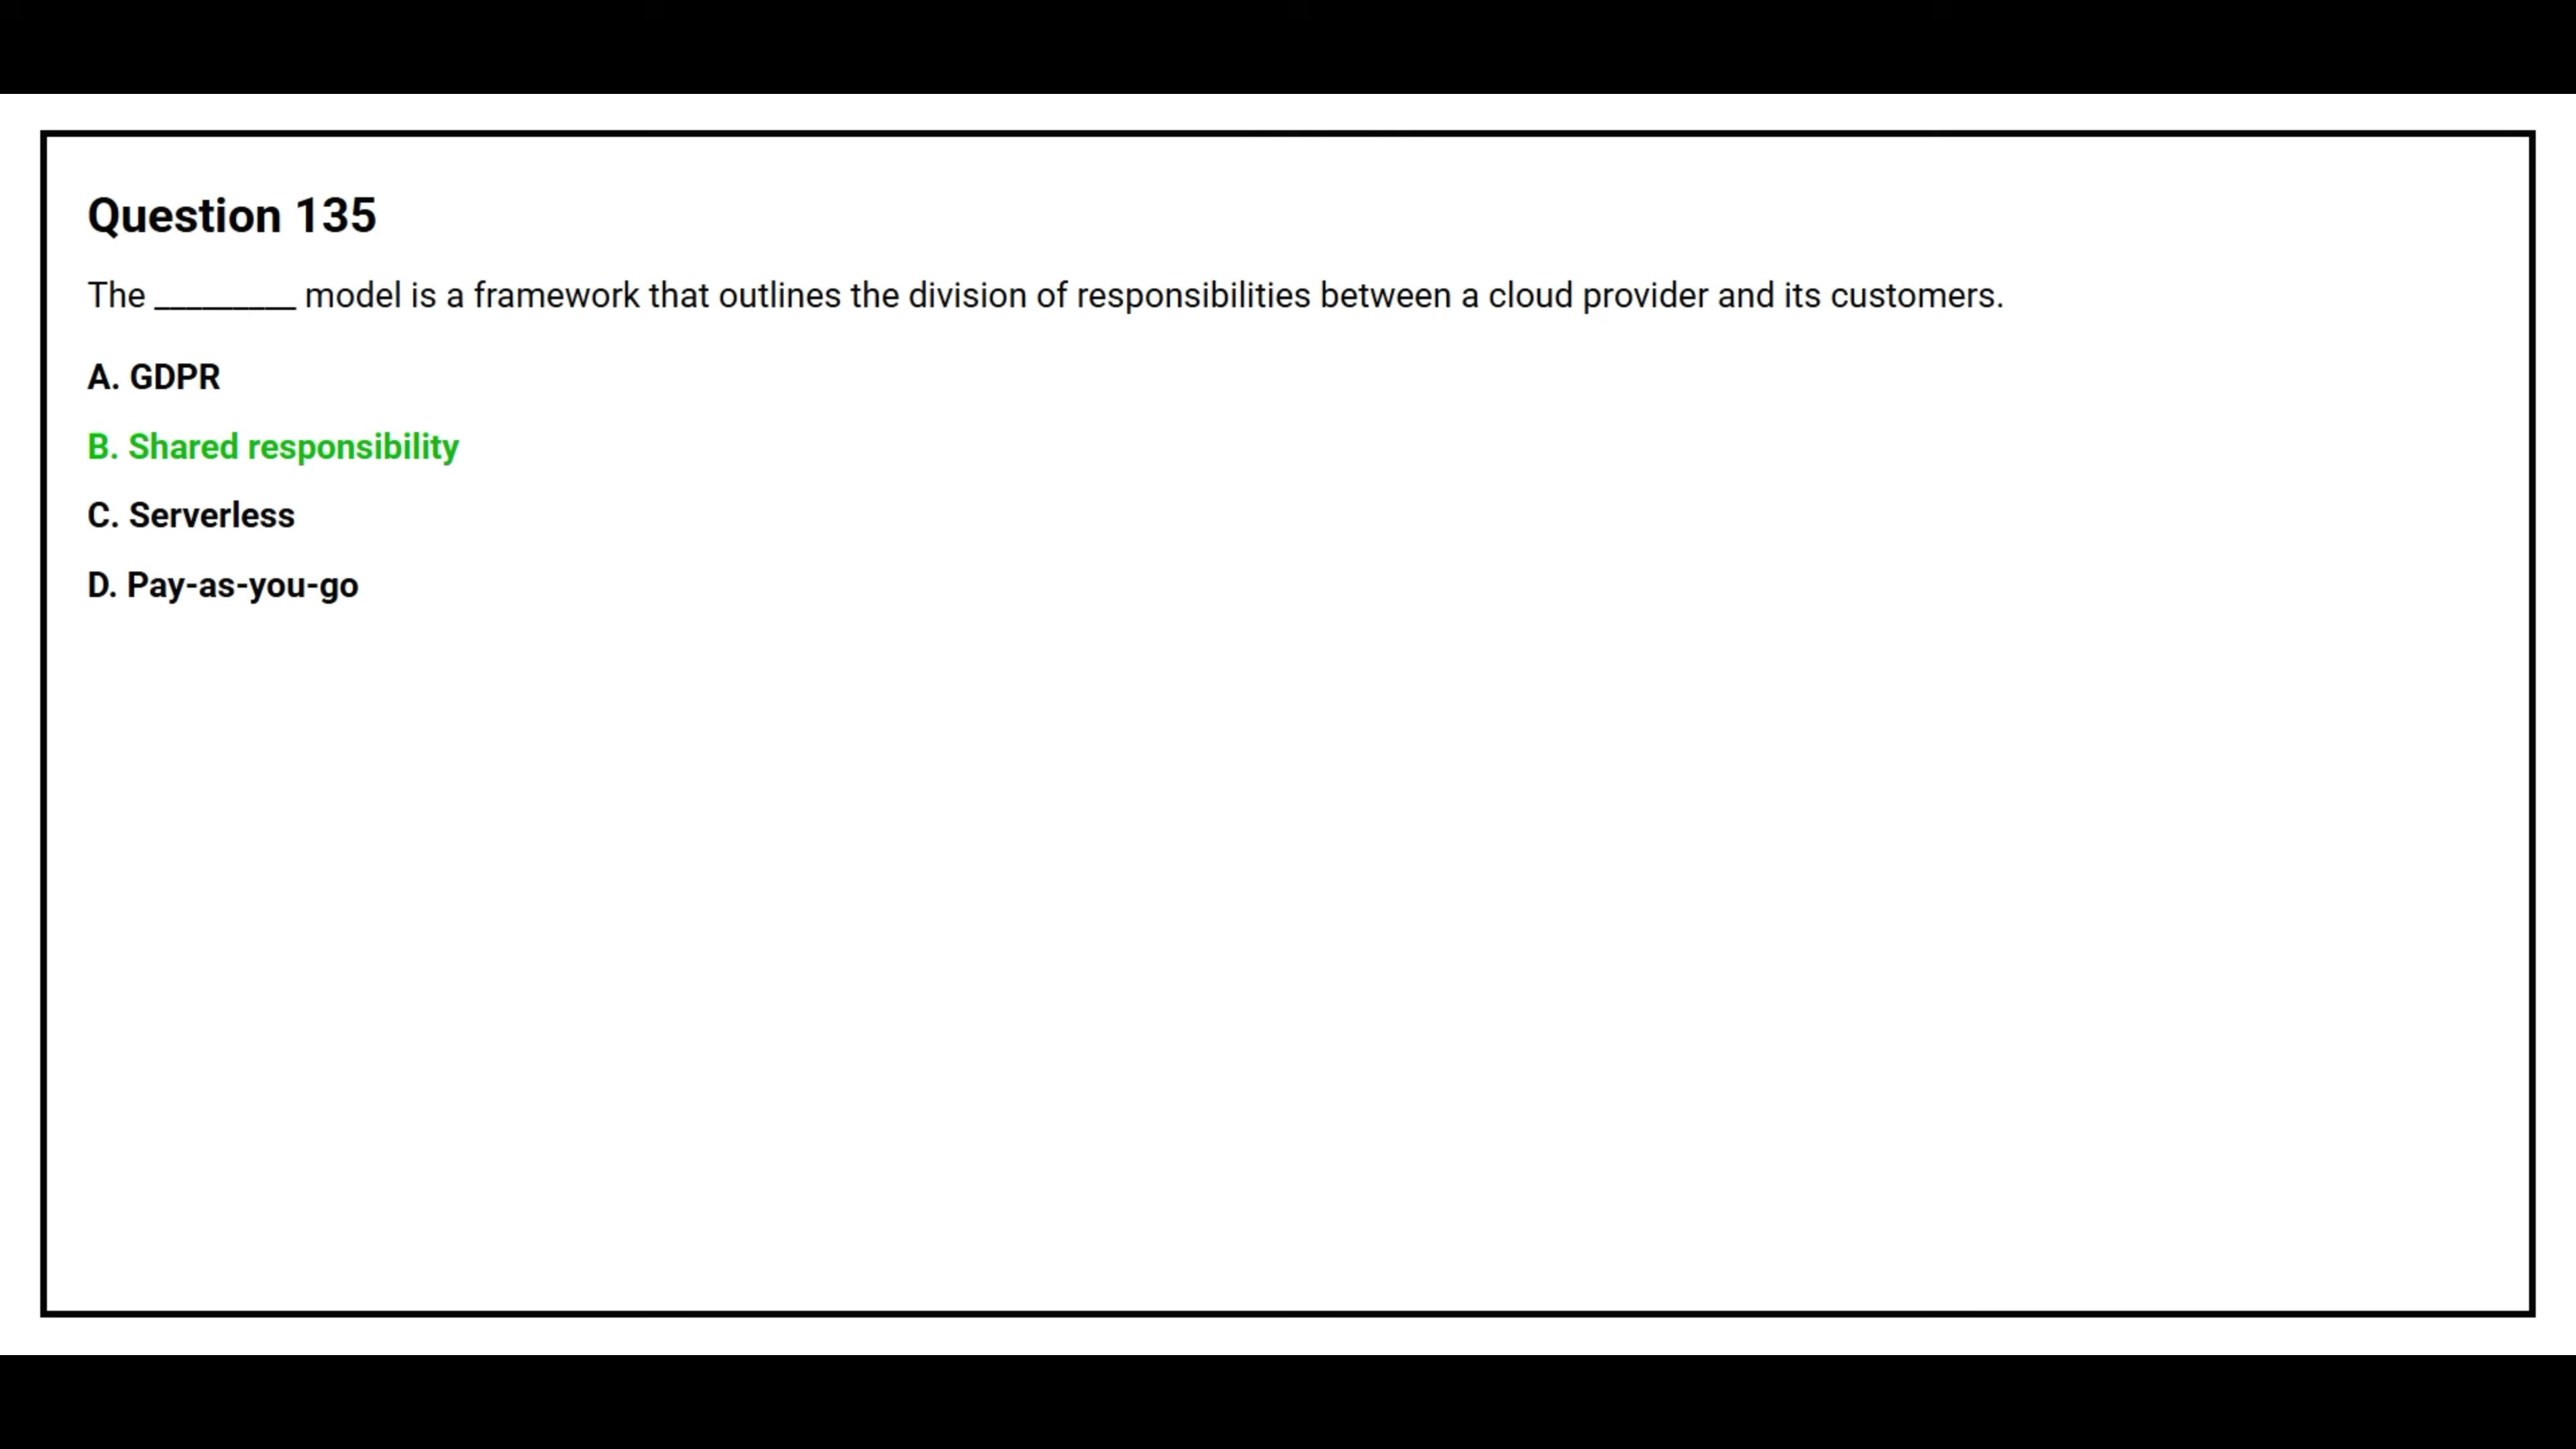 Question 135
The _________ model is a framework that outlines the division of responsibilities between a cloud provider and its customers.
A. GDPR
B. Shared responsibility
C. Serverless
D. Pay-as-you-go